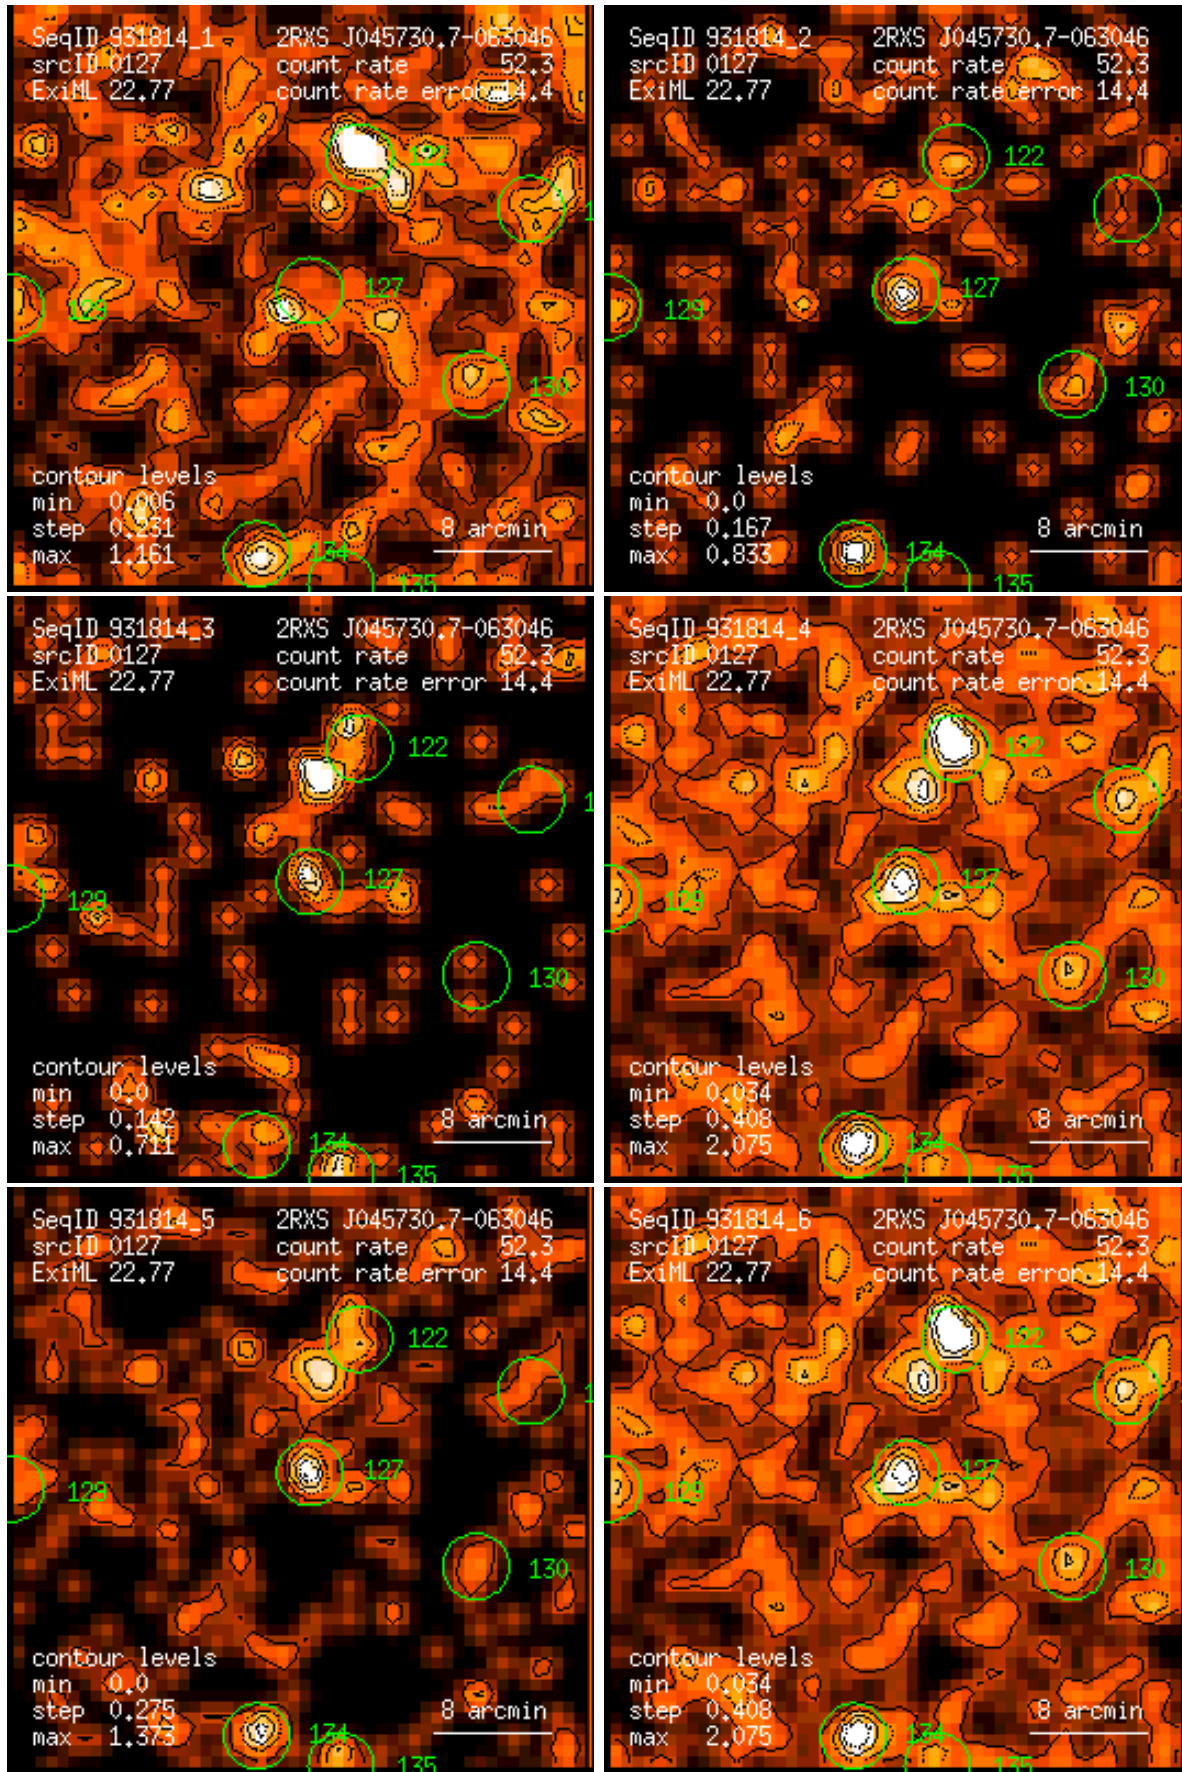 SeqID 931814_1 2RXS J045730.7-063046
srcID 0127 count rate 52.3
ExiML 22.77 count rate error 14.4
122
127
129
130
contour levels
min 0.006
step 0.231 8 arcmin
max 1.161 134
135
SeqID 931814_2 2RXS J045730.7-063046
srcID 0127 count rate 52.3
ExiML 22.77 count rate error 14.4
122
127
129
130
contour levels
min 0.0
step 0.167 8 arcmin
max 0.833 134
135
SeqID 931814_3 2RXS J045730.7-063046
srcID 0127 count rate 52.3
ExiML 22.77 count rate error 14.4
122
127
129
130
contour levels
min 0.0
step 0.142 8 arcmin
max 0.711 134
135
SeqID 931814_4 2RXS J045730.7-063046
srcID 0127 count rate 52.3
ExiML 22.77 count rate error 14.4
122
127
129
130
contour levels
min 0.034
step 0.408 8 arcmin
max 2.075 134
135
SeqID 931814_5 2RXS J045730.7-063046
srcID 0127 count rate 52.3
ExiML 22.77 count rate error 14.4
122
127
129
130
contour levels
min 0.0
step 0.275 8 arcmin
max 1.373 134
135
SeqID 931814_6 2RXS J045730.7-063046
srcID 0127 count rate 52.3
ExiML 22.77 count rate error 14.4
122
127
129
130
contour levels
min 0.034
step 0.408 8 arcmin
max 2.075 134
135